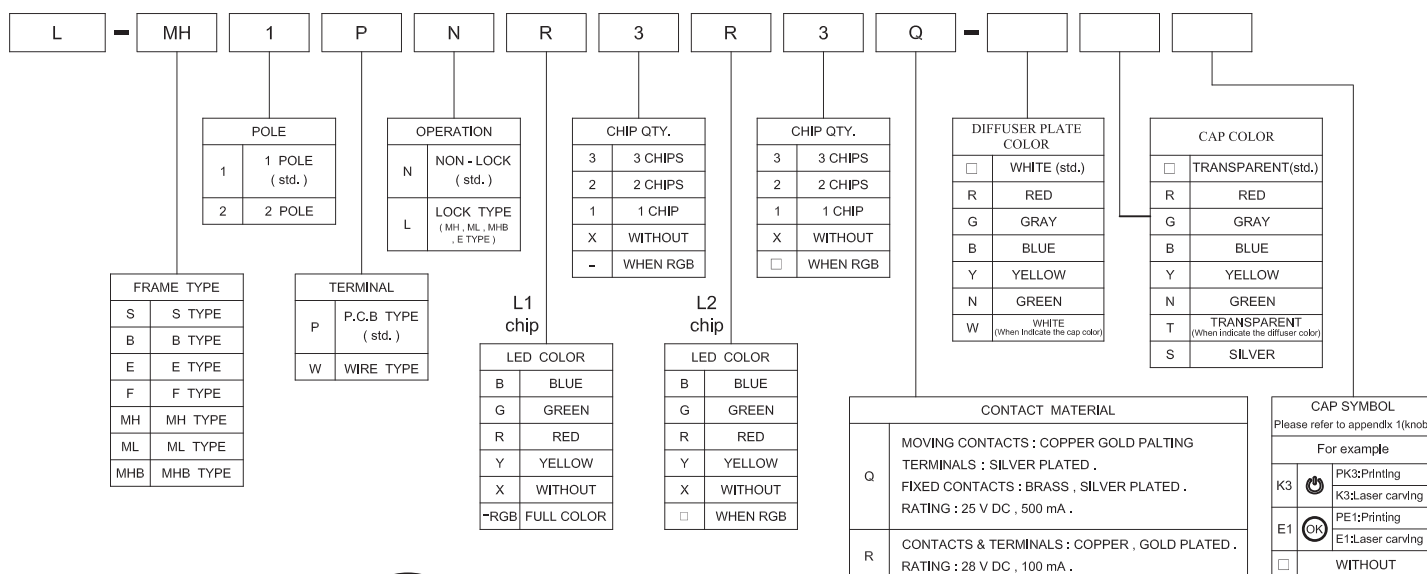 L - MH 1 P N R 3 R 3 Q -
POLE
1 1 POLE
( std. )
2 2 POLE
OPERATION
N NON - LOCK
( std. )
L LOCK TYPE
( MH , ML , MHB
, E TYPE )
CHIP QTY.
3 3 CHIPS
2 2 CHIPS
1 1 CHIP
X WITHOUT
- WHEN RGB
CHIP QTY.
3 3 CHIPS
2 2 CHIPS
1 1 CHIP
X WITHOUT
□ WHEN RGB
DIFFUSER PLATE
COLOR
□ WHITE (std.)
R RED
G GRAY
B BLUE
Y YELLOW
N GREEN
W WHITE
(When Indicate the cap color)
CAP COLOR
□ TRANSPARENT(std.)
R RED
G GRAY
B BLUE
Y YELLOW
N GREEN
T TRANSPARENT
(When indicate the diffuser color)
S SILVER
FRAME TYPE
S S TYPE
B B TYPE
E E TYPE
F F TYPE
MH MH TYPE
ML ML TYPE
MHB MHB TYPE
TERMINAL
P P.C.B TYPE
( std. )
W WIRE TYPE
L1
chip
LED COLOR
B BLUE
G GREEN
R RED
Y YELLOW
X WITHOUT
-RGB FULL COLOR
L2
chip
LED COLOR
B BLUE
G GREEN
R RED
Y YELLOW
X WITHOUT
□ WHEN RGB
CONTACT MATERIAL
Q MOVING CONTACTS : COPPER GOLD PALTING
TERMINALS : SILVER PLATED .
FIXED CONTACTS : BRASS , SILVER PLATED .
RATING : 25 V DC , 500 mA .
R CONTACTS & TERMINALS : COPPER , GOLD PLATED .
RATING : 28 V DC , 100 mA .
CAP SYMBOL
Please refer to appendix 1(knob
For example
K3 PK3:Printing
K3:Laser carving
E1 OK PE1:Printing
E1:Laser carving
□ WITHOUT